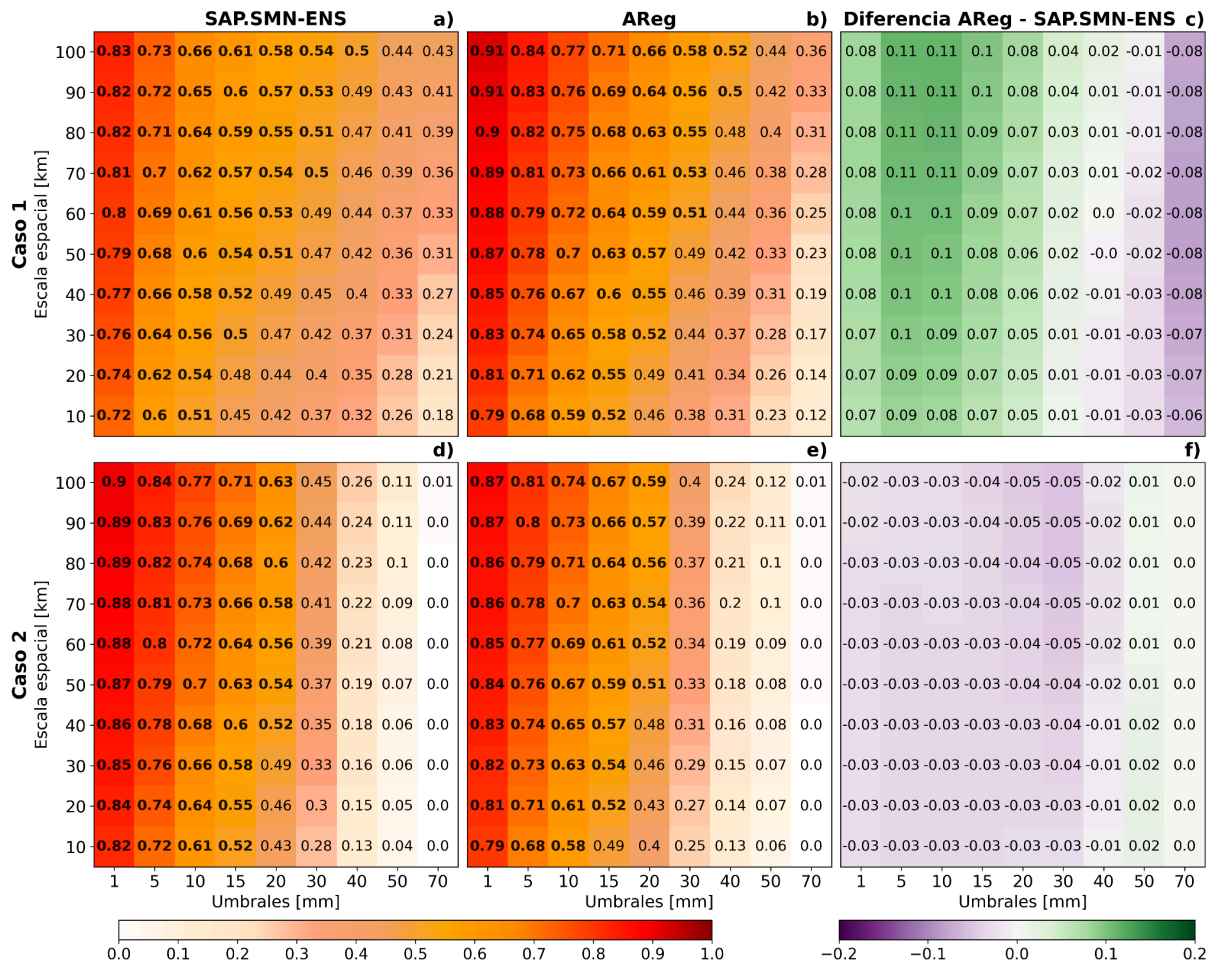 SAP.SMN-ENS a) AReg b) Diferencia AReg - SAP.SMN-ENS c)
100 0.83 0.73 0.66 0.61 0.58 0.54 0.5 0.44 0.43 0.91 0.84 0.77 0.71 0.66 0.58 0.52 0.44 0.36 0.08 0.11 0.11 0.1 0.08 0.04 0.02 -0.01 -0.08
90 0.82 0.72 0.65 0.6 0.57 0.53 0.49 0.43 0.41 0.91 0.83 0.76 0.69 0.64 0.56 0.5 0.42 0.33 0.08 0.11 0.11 0.1 0.08 0.04 0.01 -0.01 -0.08
80 0.82 0.71 0.64 0.59 0.55 0.51 0.47 0.41 0.39 0.9 0.82 0.75 0.68 0.63 0.55 0.48 0.4 0.31 0.08 0.11 0.11 0.09 0.07 0.03 0.01 -0.01 -0.08
70 0.81 0.7 0.62 0.57 0.54 0.5 0.46 0.39 0.36 0.89 0.81 0.73 0.66 0.61 0.53 0.46 0.38 0.28 0.08 0.11 0.11 0.09 0.07 0.03 0.01 -0.01 -0.08
60 0.8 0.69 0.61 0.56 0.53 0.49 0.44 0.37 0.33 0.88 0.79 0.72 0.64 0.59 0.51 0.44 0.36 0.25 0.08 0.1 0.1 0.09 0.07 0.02 0.0 -0.02 -0.08
50 0.79 0.68 0.6 0.54 0.51 0.47 0.42 0.36 0.31 0.87 0.78 0.7 0.63 0.57 0.49 0.42 0.33 0.23 0.08 0.1 0.1 0.08 0.06 0.02 -0.0 -0.02 -0.08
40 0.77 0.66 0.58 0.52 0.49 0.45 0.4 0.33 0.27 0.85 0.76 0.67 0.6 0.55 0.46 0.39 0.31 0.19 0.08 0.1 0.1 0.08 0.06 0.02 -0.01 -0.03 -0.08
30 0.76 0.64 0.56 0.5 0.47 0.42 0.37 0.31 0.24 0.83 0.74 0.65 0.58 0.52 0.44 0.37 0.28 0.17 0.07 0.1 0.09 0.07 0.05 0.01 -0.01 -0.03 -0.07
20 0.74 0.62 0.54 0.48 0.44 0.4 0.35 0.28 0.21 0.81 0.71 0.62 0.55 0.49 0.41 0.34 0.26 0.14 0.07 0.09 0.09 0.07 0.05 0.01 -0.01 -0.03 -0.07
10 0.72 0.6 0.51 0.45 0.42 0.37 0.32 0.26 0.18 0.79 0.68 0.59 0.52 0.46 0.38 0.31 0.23 0.12 0.07 0.09 0.08 0.07 0.05 0.01 -0.01 -0.03 -0.06
Caso 1
Escala espacial [km]
d) e) f)
100 0.9 0.84 0.77 0.71 0.63 0.45 0.26 0.11 0.01 0.87 0.81 0.74 0.67 0.59 0.4 0.24 0.12 0.01 -0.02 -0.03 -0.03 -0.04 -0.05 -0.05 -0.02 0.01 0.0
90 0.89 0.83 0.76 0.69 0.62 0.44 0.24 0.11 0.0 0.87 0.8 0.73 0.66 0.57 0.39 0.22 0.11 0.01 -0.02 -0.03 -0.03 -0.04 -0.05 -0.05 -0.02 0.01 0.0
80 0.89 0.82 0.74 0.68 0.6 0.42 0.23 0.1 0.0 0.86 0.79 0.71 0.64 0.56 0.37 0.21 0.1 0.0 -0.03 -0.03 -0.03 -0.03 -0.04 -0.05 -0.02 0.01 0.0
70 0.88 0.81 0.73 0.66 0.58 0.41 0.22 0.09 0.0 0.86 0.78 0.7 0.63 0.54 0.36 0.2 0.1 0.0 -0.03 -0.03 -0.03 -0.03 -0.04 -0.05 -0.02 0.01 0.0
60 0.88 0.8 0.72 0.64 0.56 0.39 0.21 0.08 0.0 0.85 0.77 0.69 0.61 0.52 0.34 0.19 0.09 0.0 -0.03 -0.03 -0.03 -0.03 -0.04 -0.05 -0.02 0.01 0.0
50 0.87 0.79 0.7 0.63 0.54 0.37 0.19 0.07 0.0 0.84 0.76 0.67 0.59 0.51 0.33 0.18 0.08 0.0 -0.03 -0.03 -0.03 -0.03 -0.04 -0.04 -0.02 0.01 0.0
40 0.86 0.78 0.68 0.6 0.52 0.35 0.18 0.06 0.0 0.83 0.74 0.65 0.57 0.48 0.31 0.16 0.08 0.0 -0.03 -0.03 -0.03 -0.03 -0.03 -0.04 -0.01 0.02 0.0
30 0.85 0.76 0.66 0.58 0.49 0.33 0.16 0.06 0.0 0.82 0.73 0.63 0.54 0.46 0.29 0.15 0.07 0.0 -0.03 -0.03 -0.03 -0.03 -0.03 -0.04 -0.01 0.02 0.0
20 0.84 0.74 0.64 0.55 0.46 0.3 0.15 0.05 0.0 0.81 0.71 0.61 0.52 0.43 0.27 0.14 0.07 0.0 -0.03 -0.03 -0.03 -0.03 -0.03 -0.03 -0.01 0.02 0.0
10 0.82 0.72 0.61 0.52 0.43 0.28 0.13 0.04 0.0 0.79 0.68 0.58 0.49 0.4 0.25 0.13 0.06 0.0 -0.03 -0.03 -0.03 -0.03 -0.03 -0.03 -0.01 0.02 0.0
Caso 2
Escala espacial [km]
1 5 10 15 20 30 40 50 70 1 5 10 15 20 30 40 50 70 1 5 10 15 20 30 40 50 70
Umbrales [mm] Umbrales [mm] Umbrales [mm]
0.0 0.1 0.2 0.3 0.4 0.5 0.6 0.7 0.8 0.9 1.0 −0.2 −0.1 0.0 0.1 0.2